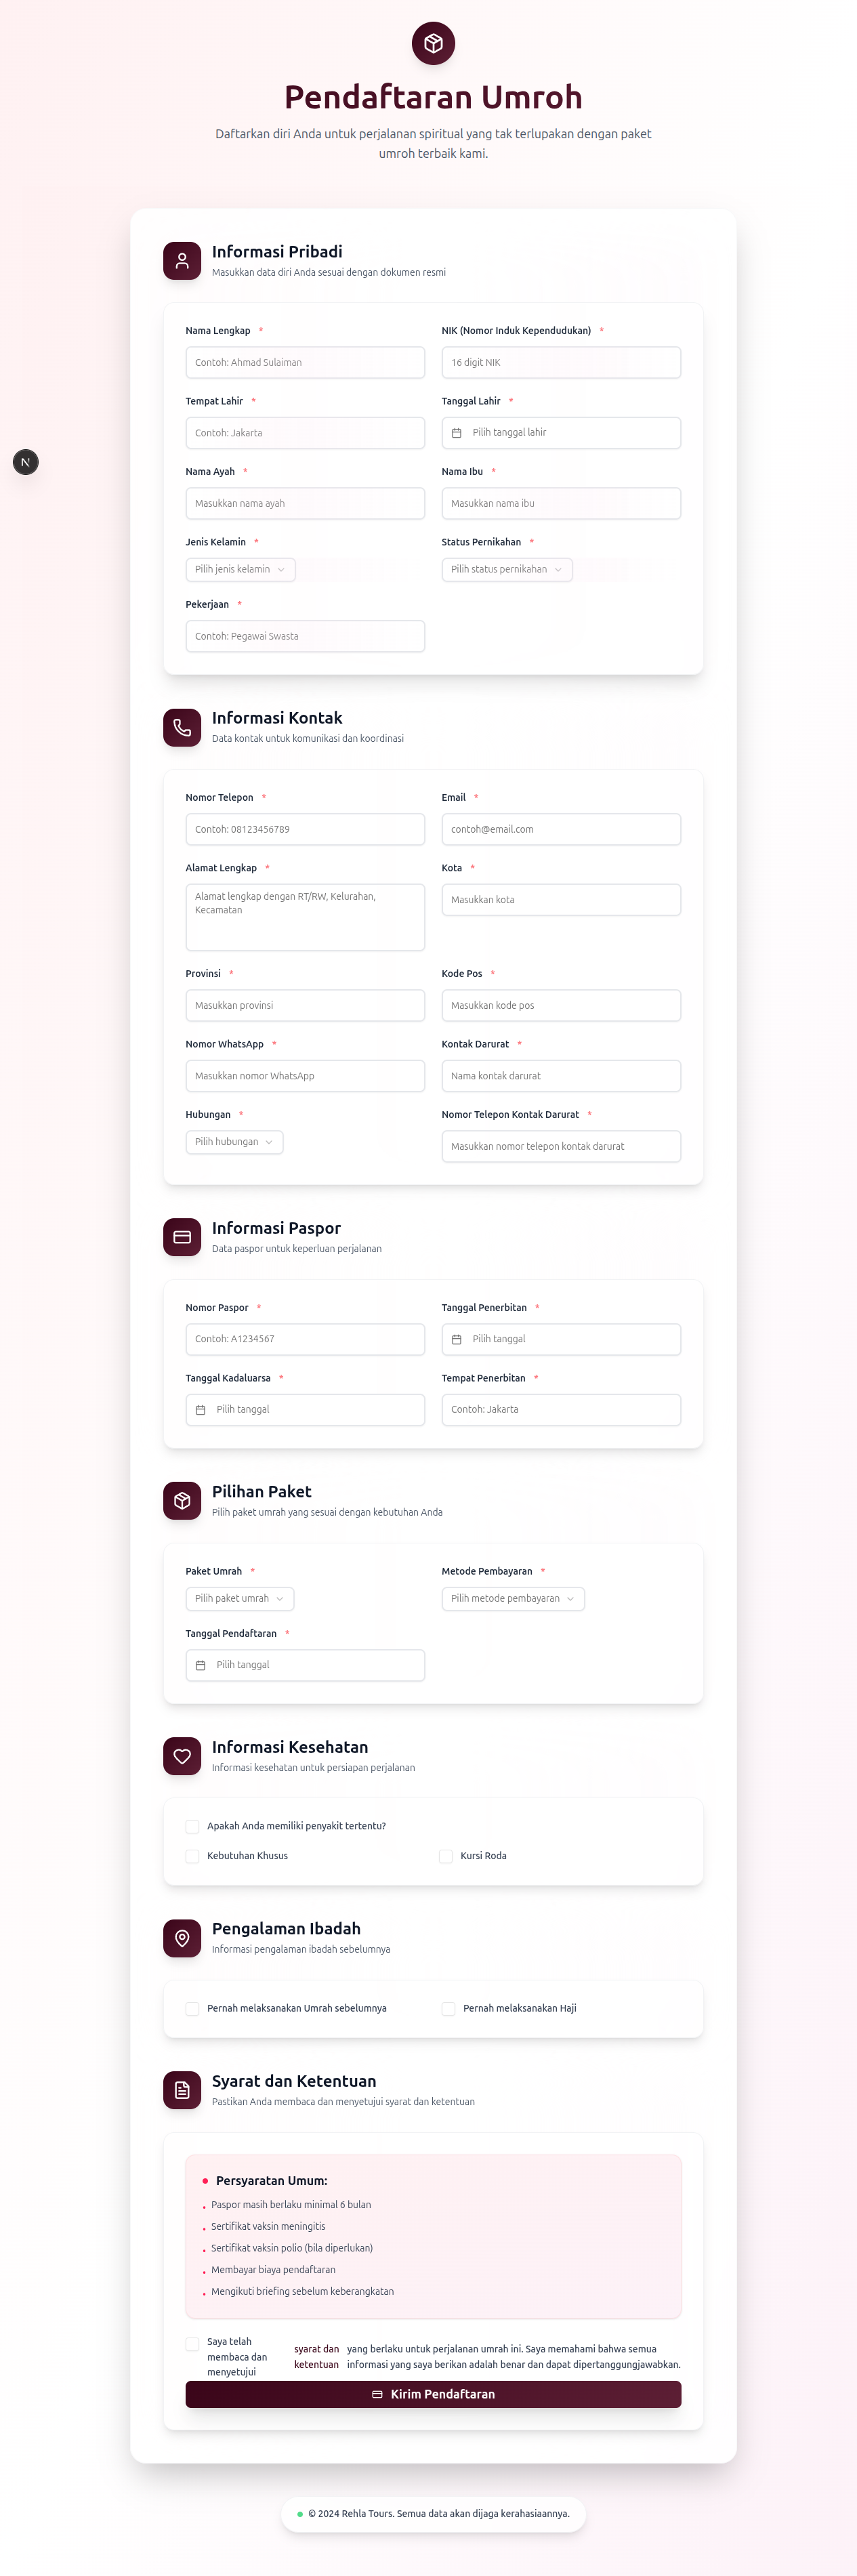 Pendaftaran Umroh
Daftarkan diri Anda untuk perjalanan spiritual yang tak terlupakan dengan paket
umroh terbaik kami.
Informasi Pribadi
Masukkan data diri Anda sesuai dengan dokumen resmi
Nama Lengkap *
NIK (Nomor Induk Kependudukan) *
Contoh: Ahmad Sulaiman
16 digit NIK
Tempat Lahir *
Tanggal Lahir *
Contoh: Jakarta
Pilih tanggal lahir
N
Nama Ayah *
Nama Ibu *
Masukkan nama ayah
Masukkan nama ibu
Jenis Kelamin *
Status Pernikahan *
Pilih jenis kelamin
Pilih status pernikahan
Pekerjaan *
Contoh: Pegawai Swasta
Informasi Kontak
Data kontak untuk komunikasi dan koordinasi
Nomor Telepon *
Email *
Contoh: 08123456789
contoh@email.com
Alamat Lengkap *
Kota *
Alamat lengkap dengan RT/RW, Kelurahan,
Kecamatan
Masukkan kota
Provinsi *
Kode Pos *
Masukkan provinsi
Masukkan kode pos
Nomor WhatsApp *
Kontak Darurat *
Masukkan nomor WhatsApp
Nama kontak darurat
Hubungan *
Nomor Telepon Kontak Darurat *
Pilih hubungan
Masukkan nomor telepon kontak darurat
Informasi Paspor
Data paspor untuk keperluan perjalanan
Nomor Paspor *
Tanggal Penerbitan *
Contoh: A1234567
Pilih tanggal
Tanggal Kadaluarsa *
Tempat Penerbitan *
Pilih tanggal
Contoh: Jakarta
Pilihan Paket
Pilih paket umrah yang sesuai dengan kebutuhan Anda
Paket Umrah *
Metode Pembayaran *
Pilih paket umrah
Pilih metode pembayaran
Tanggal Pendaftaran *
Pilih tanggal
Informasi Kesehatan
Informasi kesehatan untuk persiapan perjalanan
Apakah Anda memiliki penyakit tertentu?
Kebutuhan Khusus
Kursi Roda
Pengalaman Ibadah
Informasi pengalaman ibadah sebelumnya
Pernah melaksanakan Umrah sebelumnya
Pernah melaksanakan Haji
Syarat dan Ketentuan
Pastikan Anda membaca dan menyetujui syarat dan ketentuan
Persyaratan Umum:
• Paspor masih berlaku minimal 6 bulan
• Sertifikat vaksin meningitis
• Sertifikat vaksin polio (bila diperlukan)
• Membayar biaya pendaftaran
• Mengikuti briefing sebelum keberangkatan
Saya telah
membaca dan
menyetujui
syarat dan
ketentuan
yang berlaku untuk perjalanan umrah ini. Saya memahami bahwa semua
informasi yang saya berikan adalah benar dan dapat dipertanggungjawabkan.
Kirim Pendaftaran
© 2024 Rehla Tours. Semua data akan dijaga kerahasiaannya.